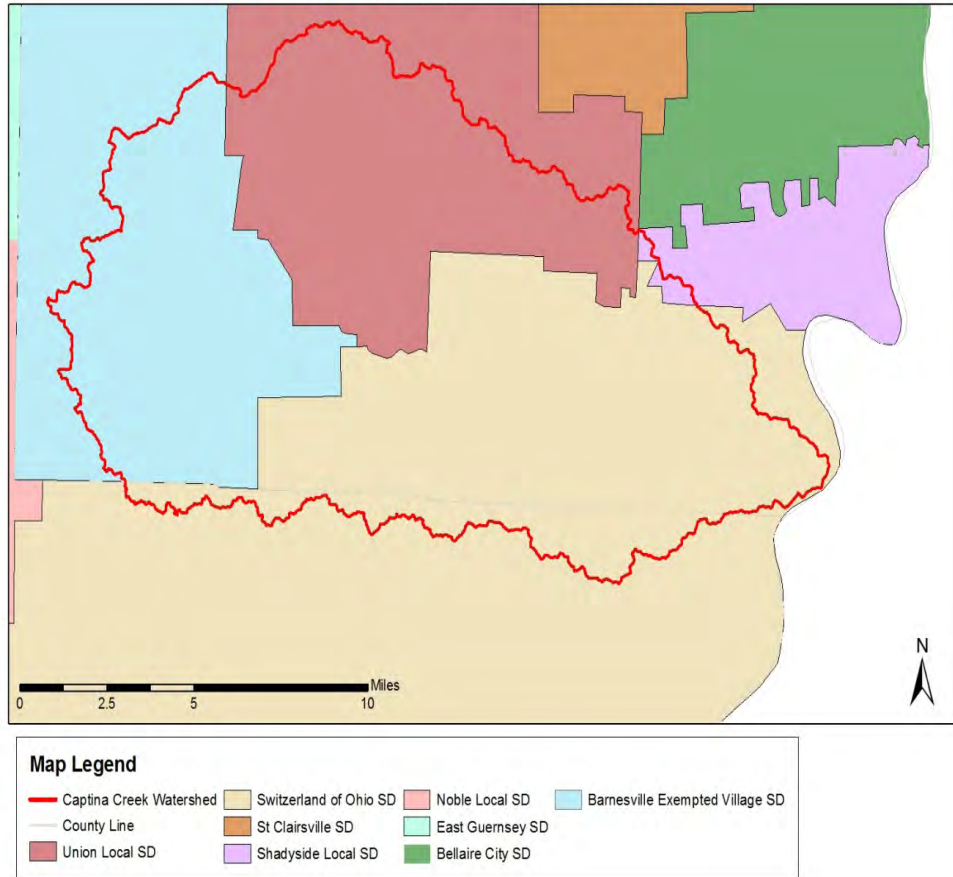 N
Miles
0 2.5 5 10
Map Legend
Captina Creek Watershed Switzerland of Ohio SD Noble Local SD Barnesville Exempted Village SD
County Line St Clairsville SD East Guernsey SD
Union Local SD Shadyside Local SD Bellaire City SD